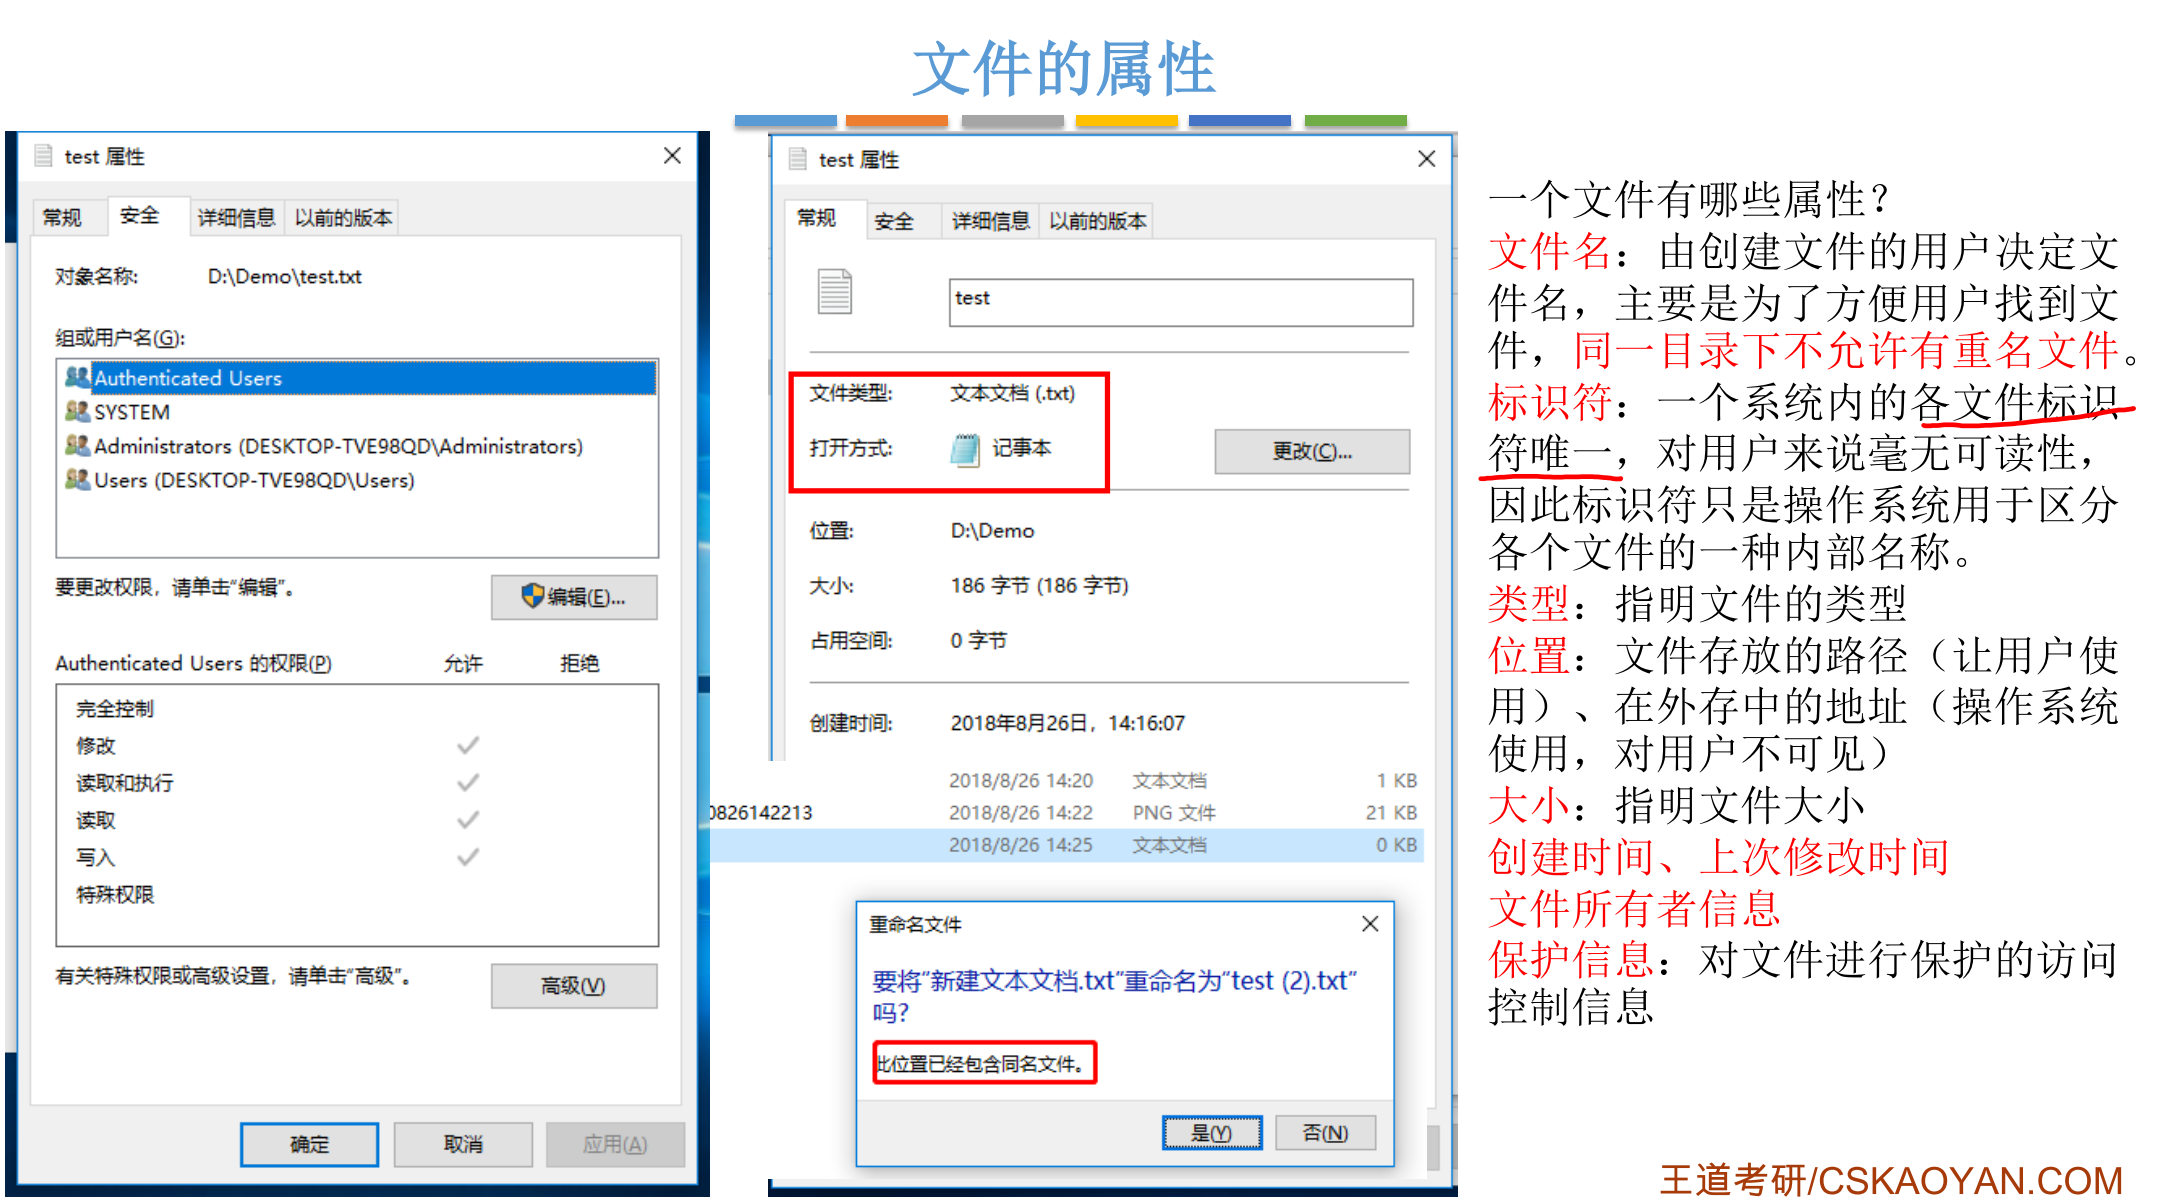 文件的属性
test 属性
常规 安全 详细信息 以前的版本
对象名称: D:\Demo\test.txt
组或用户名(G):
Authenticated Users
SYSTEM
Administrators (DESKTOP-TVE98QD\Administrators)
Users (DESKTOP-TVE98QD\Users)
要更改权限，请单击“编辑”。
编辑(E)...
Authenticated Users 的权限(P) 允许 拒绝
完全控制
修改
读取和执行
读取
写入
特殊权限
有关特殊权限或高级设置，请单击“高级”。
高级(V)
确定 取消 应用(A)
test 属性
常规 安全 详细信息 以前的版本
test
文件类型: 文本文档 (.txt)
打开方式: 记事本 更改(C)...
位置: D:\Demo
大小: 186 字节 (186 字节)
占用空间: 0 字节
创建时间: 2018年8月26日，14:16:07
2018/8/26 14:20 文本文档 1 KB
0826142213 2018/8/26 14:22 PNG 文件 21 KB
2018/8/26 14:25 文本文档 0 KB
重命名文件
要将“新建文本文档.txt”重命名为“test (2).txt”
吗?
此位置已经包含同名文件。
是(Y) 否(N)
一个文件有哪些属性？
文件名：由创建文件的用户决定文
件名，主要是为了方便用户找到文
件，同一目录下不允许有重名文件。
标识符：一个系统内的各文件标识
符唯一，对用户来说毫无可读性，
因此标识符只是操作系统用于区分
各个文件的一种内部名称。
类型：指明文件的类型
位置：文件存放的路径（让用户使
用）、在外存中的地址（操作系统
使用，对用户不可见）
大小：指明文件大小
创建时间、上次修改时间
文件所有者信息
保护信息：对文件进行保护的访问
控制信息
王道考研/CSKAOYAN.COM